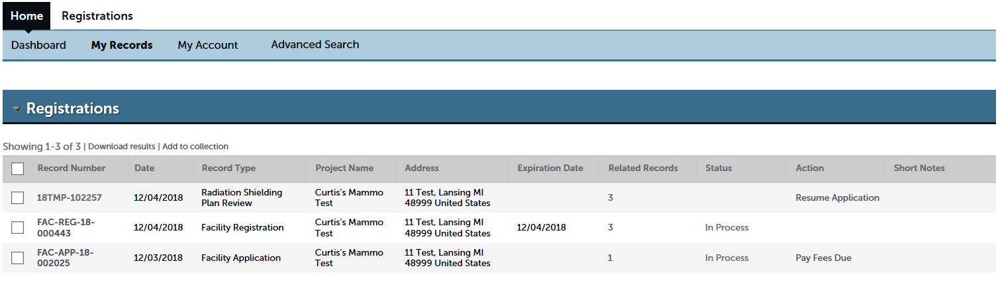 Home Registrations
Dashboard My Records My Account Advanced Search
Registrations
Showing 1-3 of 3 | Download results | Add to collection
Record Number Date Record Type Project Name Address Expiration Date Related Records Status Action Short Notes
18TMP-102257 12/04/2018 Radiation Shielding Plan Review Curtis's Mammo Test 11 Test, Lansing MI 48999 United States 3 Resume Application
FAC-REG-18-000443 12/04/2018 Facility Registration Curtis's Mammo Test 11 Test, Lansing MI 48999 United States 12/04/2018 3 In Process
FAC-APP-18-002025 12/03/2018 Facility Application Curtis's Mammo Test 11 Test, Lansing MI 48999 United States 1 In Process Pay Fees Due